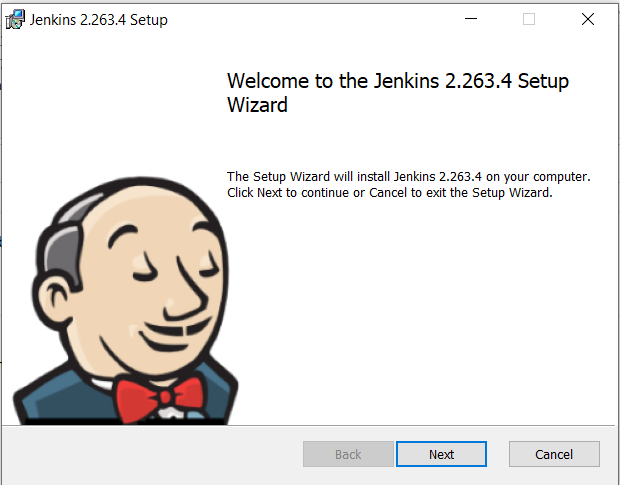 Jenkins 2.263.4 Setup
Welcome to the Jenkins 2.263.4 Setup
Wizard
The Setup Wizard will install Jenkins 2.263.4 on your computer.
Click Next to continue or Cancel to exit the Setup Wizard.
Back
Next
Cancel